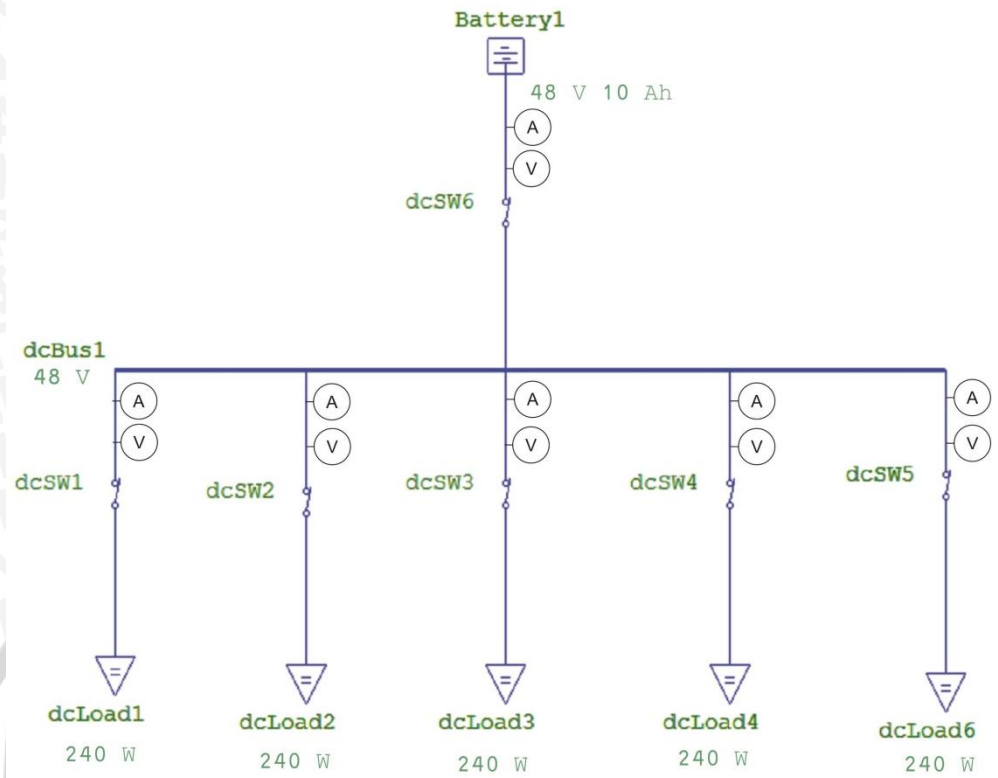 Battery1
48 V 10 Ah
A
V
dcSW6
dcBus1
48 V
A
A
A
A
A
V
V
V
V
V
dcSW1
dcSW2
dcSW3
dcSW4
dcSW5
dcLoad1
dcLoad2
dcLoad3
dcLoad4
dcLoad6
240 W
240 W
240 W
240 W
240 W